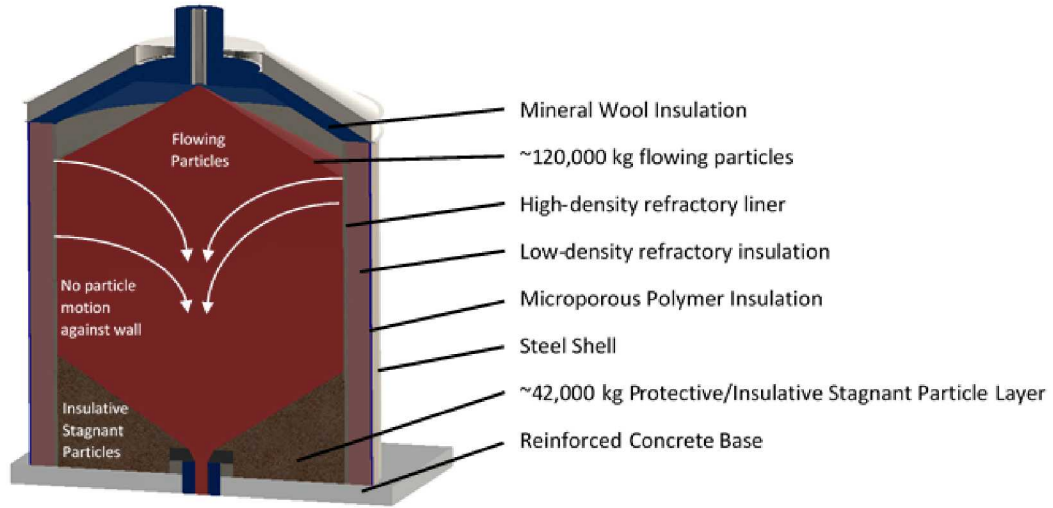 Flowing
Particles
No particle
motion
against wall
Insulative
Stagnant
Particles
Mineral Wool Insulation
~120,000 kg flowing particles
High-density refractory liner
Low-density refractory insulation
Microporous Polymer Insulation
Steel Shell
~42,000 kg Protective/Insulative Stagnant Particle Layer
Reinforced Concrete Base